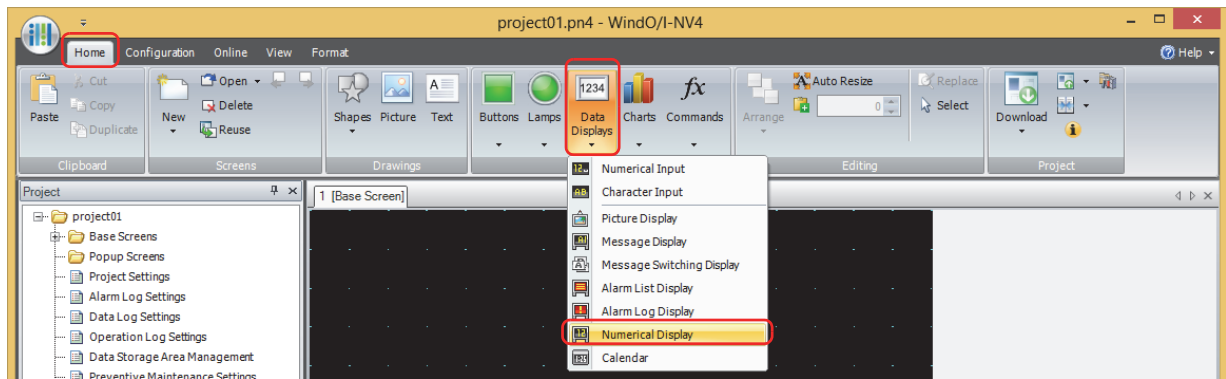 project01.pn4 - WindO/I-NV4
Home Configuration Online View Format Help
Paste Cut Copy Duplicate
Clipboard
New Open Delete Reuse
Screens
Shapes Picture Text
Drawings
Buttons Lamps 1234 Data Displays Charts fx Commands
Arrange Auto Resize 0 Replace Select
Editing
Download
Project
Project
1 [Base Screen]
project01
Base Screens
Popup Screens
Project Settings
Alarm Log Settings
Data Log Settings
Operation Log Settings
Data Storage Area Management
Preventive Maintenance Settings
Numerical Input
Character Input
Picture Display
Message Display
Message Switching Display
Alarm List Display
Alarm Log Display
Numerical Display
Calendar